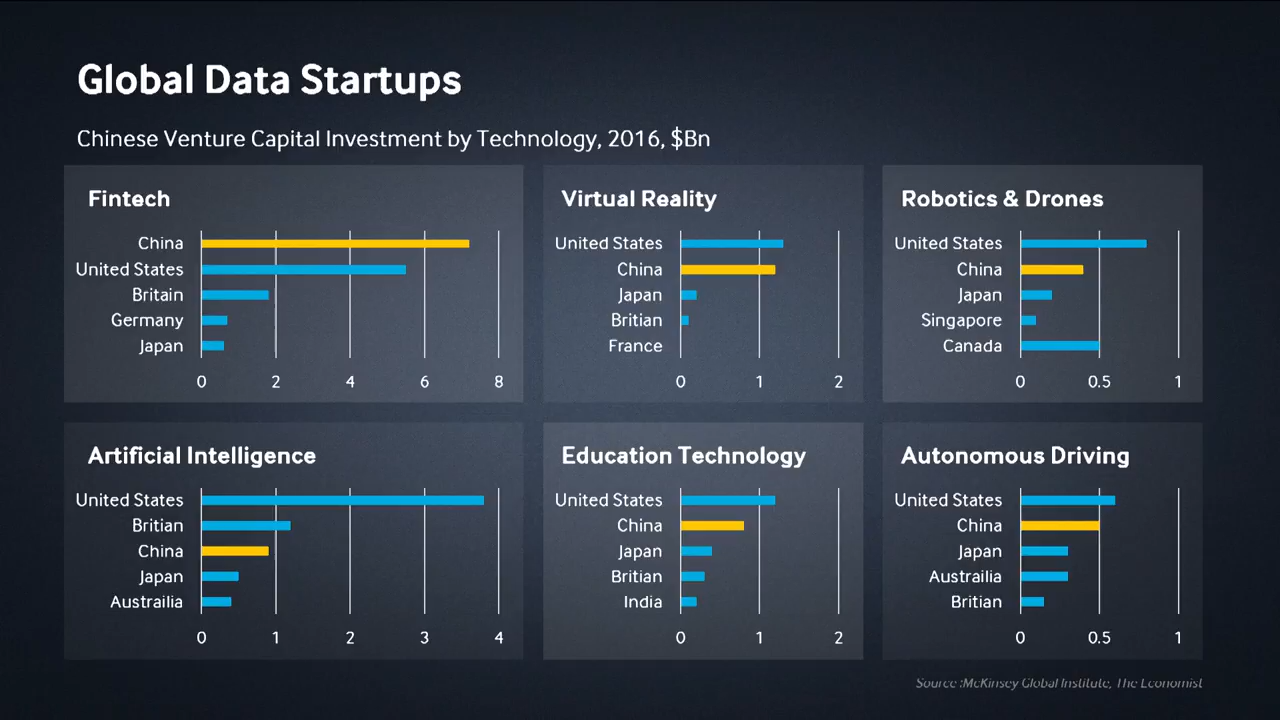 Global Data Startups
Chinese Venture Capital Investment by Technology, 2016, $Bn
Fintech
China
United States
Britain
Germany
Japan
0 2 4 6 8
Virtual Reality
United States
China
Japan
Britian
France
0 1 2
Robotics & Drones
United States
China
Japan
Singapore
Canada
0 0.5 1
Artificial Intelligence
United States
Britian
China
Japan
Austrailia
0 1 2 3 4
Education Technology
United States
China
Japan
Britian
India
0 1 2
Autonomous Driving
United States
China
Japan
Austrailia
Britian
0 0.5 1
Source :McKinsey Global Institute, The Economist